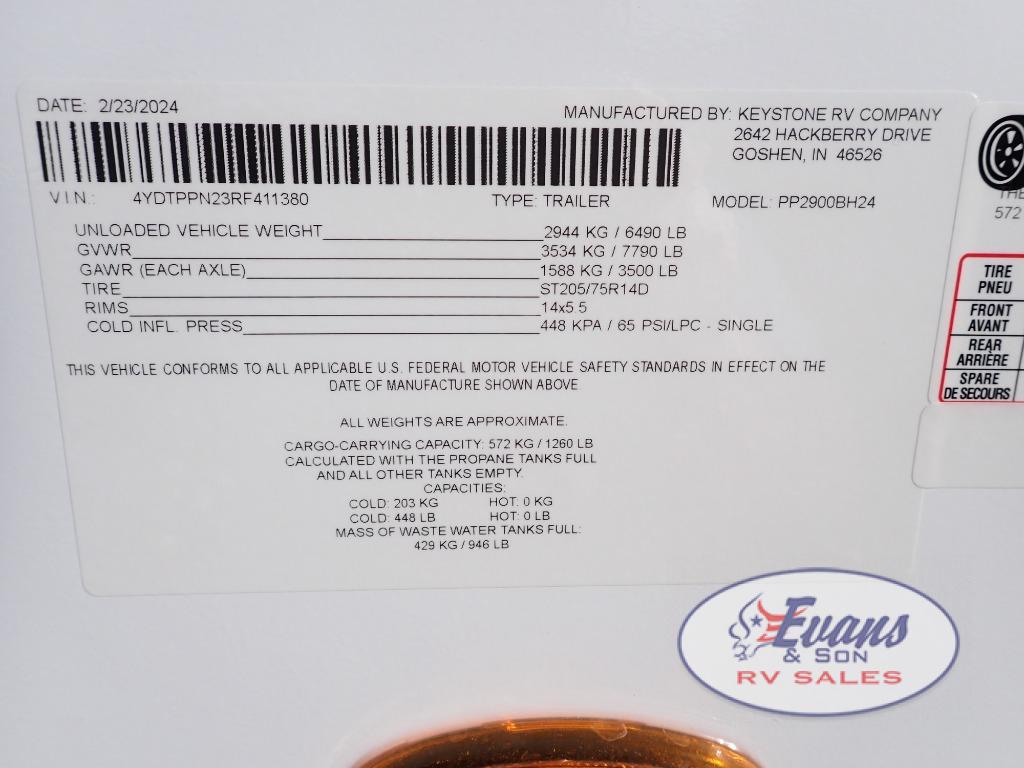 DATE: 2/23/2024
MANUFACTURED BY: KEYSTONE RV COMPANY
2642 HACKBERRY DRIVE
GOSHEN, IN 46526
VIN.: 4YDTPPN23RF411380 TYPE: TRAILER MODEL: PP2900BH24
UNLOADED VEHICLE WEIGHT 2944 KG / 6490 LB
GVWR 3534 KG / 7790 LB
GAWR (EACH AXLE) 1588 KG / 3500 LB
TIRE ST205/75R14D
RIMS 14x5.5
COLD INFL. PRESS 448 KPA / 65 PSI/LPC - SINGLE
THIS VEHICLE CONFORMS TO ALL APPLICABLE U.S. FEDERAL MOTOR VEHICLE SAFETY STANDARDS IN EFFECT ON THE
DATE OF MANUFACTURE SHOWN ABOVE
ALL WEIGHTS ARE APPROXIMATE.
CARGO-CARRYING CAPACITY: 572 KG / 1260 LB
CALCULATED WITH THE PROPANE TANKS FULL
AND ALL OTHER TANKS EMPTY.
CAPACITIES:
COLD: 203 KG HOT: 0 KG
COLD: 448 LB HOT: 0 LB
MASS OF WASTE WATER TANKS FULL:
429 KG / 946 LB
572
TIRE
PNEU
FRONT
AVANT
REAR
ARRIÈRE
SPARE
DE SECOURS
Evans
& SON
RV SALES